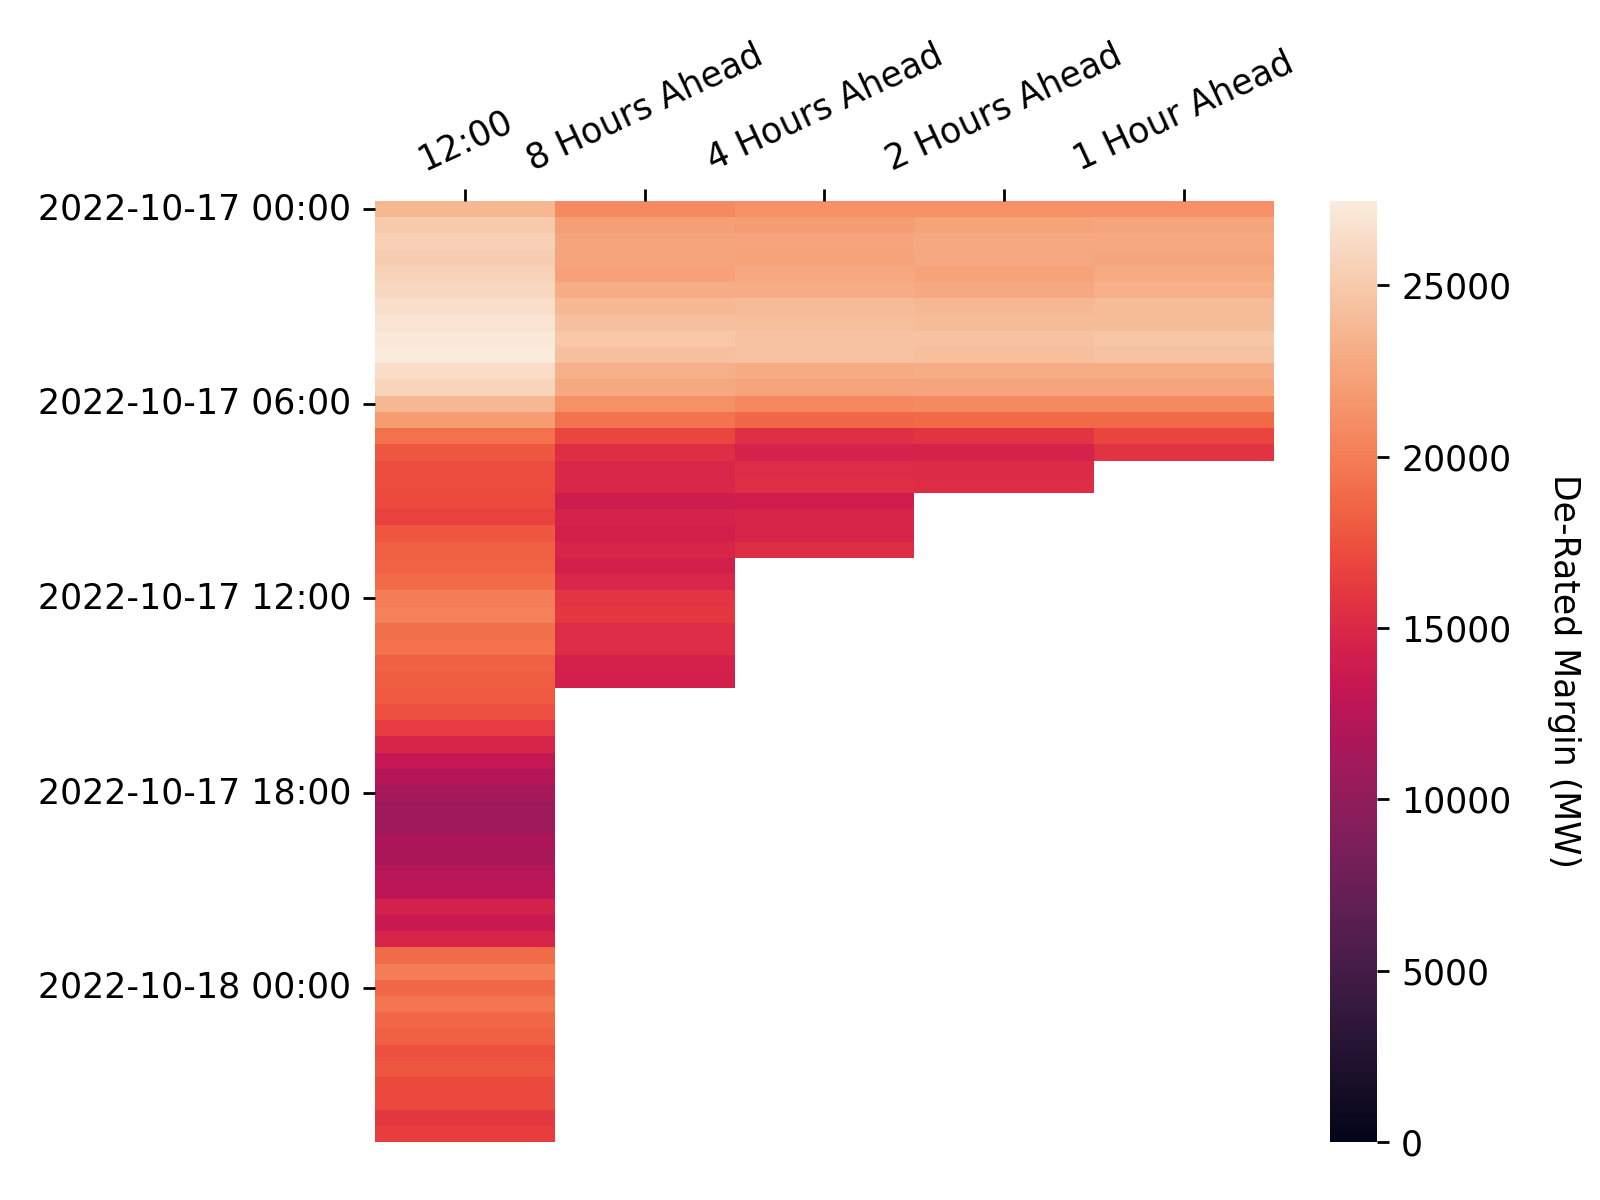 12:00
8 Hours Ahead
4 Hours Ahead
2 Hours Ahead
1 Hour Ahead
2022-10-17 00:00
2022-10-17 06:00
2022-10-17 12:00
2022-10-17 18:00
2022-10-18 00:00
25000
20000
15000
10000
5000
0
De-Rated Margin (MW)